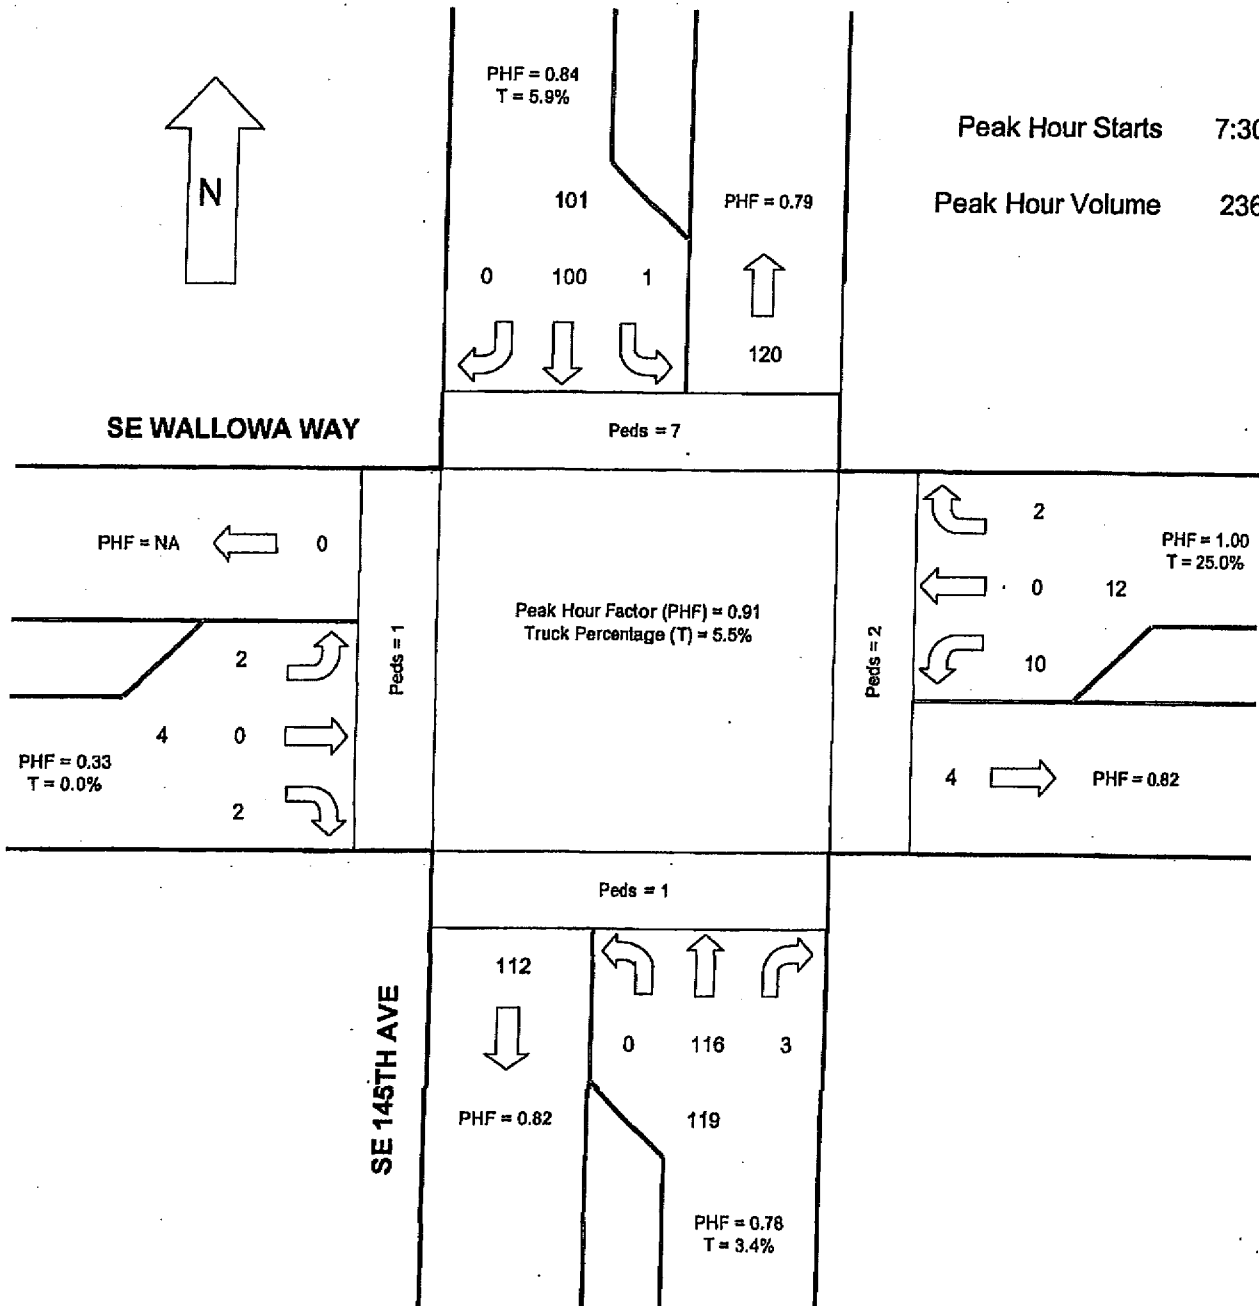 PHF = 0.84
T = 5.9%
Peak Hour Starts 7:30
N
101
PHF = 0.79
Peak Hour Volume 236
0 100 1
120
SE WALLOWA WAY
Peds = 7
PHF = NA 0
2
PHF = 1.00
T = 25.0%
0 12
10
Peak Hour Factor (PHF) = 0.91
Truck Percentage (T) = 5.5%
Peds = 1
Peds = 2
2
4 0
PHF = 0.33
T = 0.0%
2
4 PHF = 0.82
Peds = 1
112
0 116 3
SE 145TH AVE
PHF = 0.82
119
PHF = 0.78
T = 3.4%